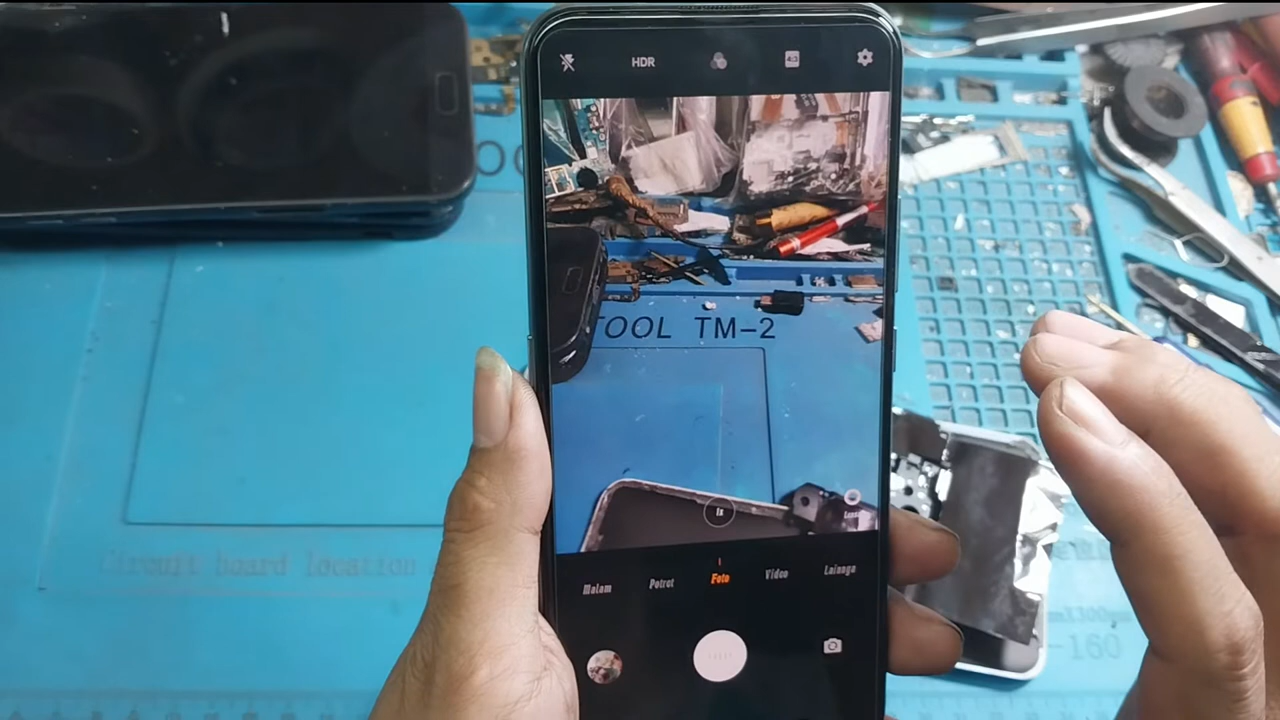 HDR
TOOL TM-2
1x
Malam Potret Foto Video Lainnya
Circuit board location
-160